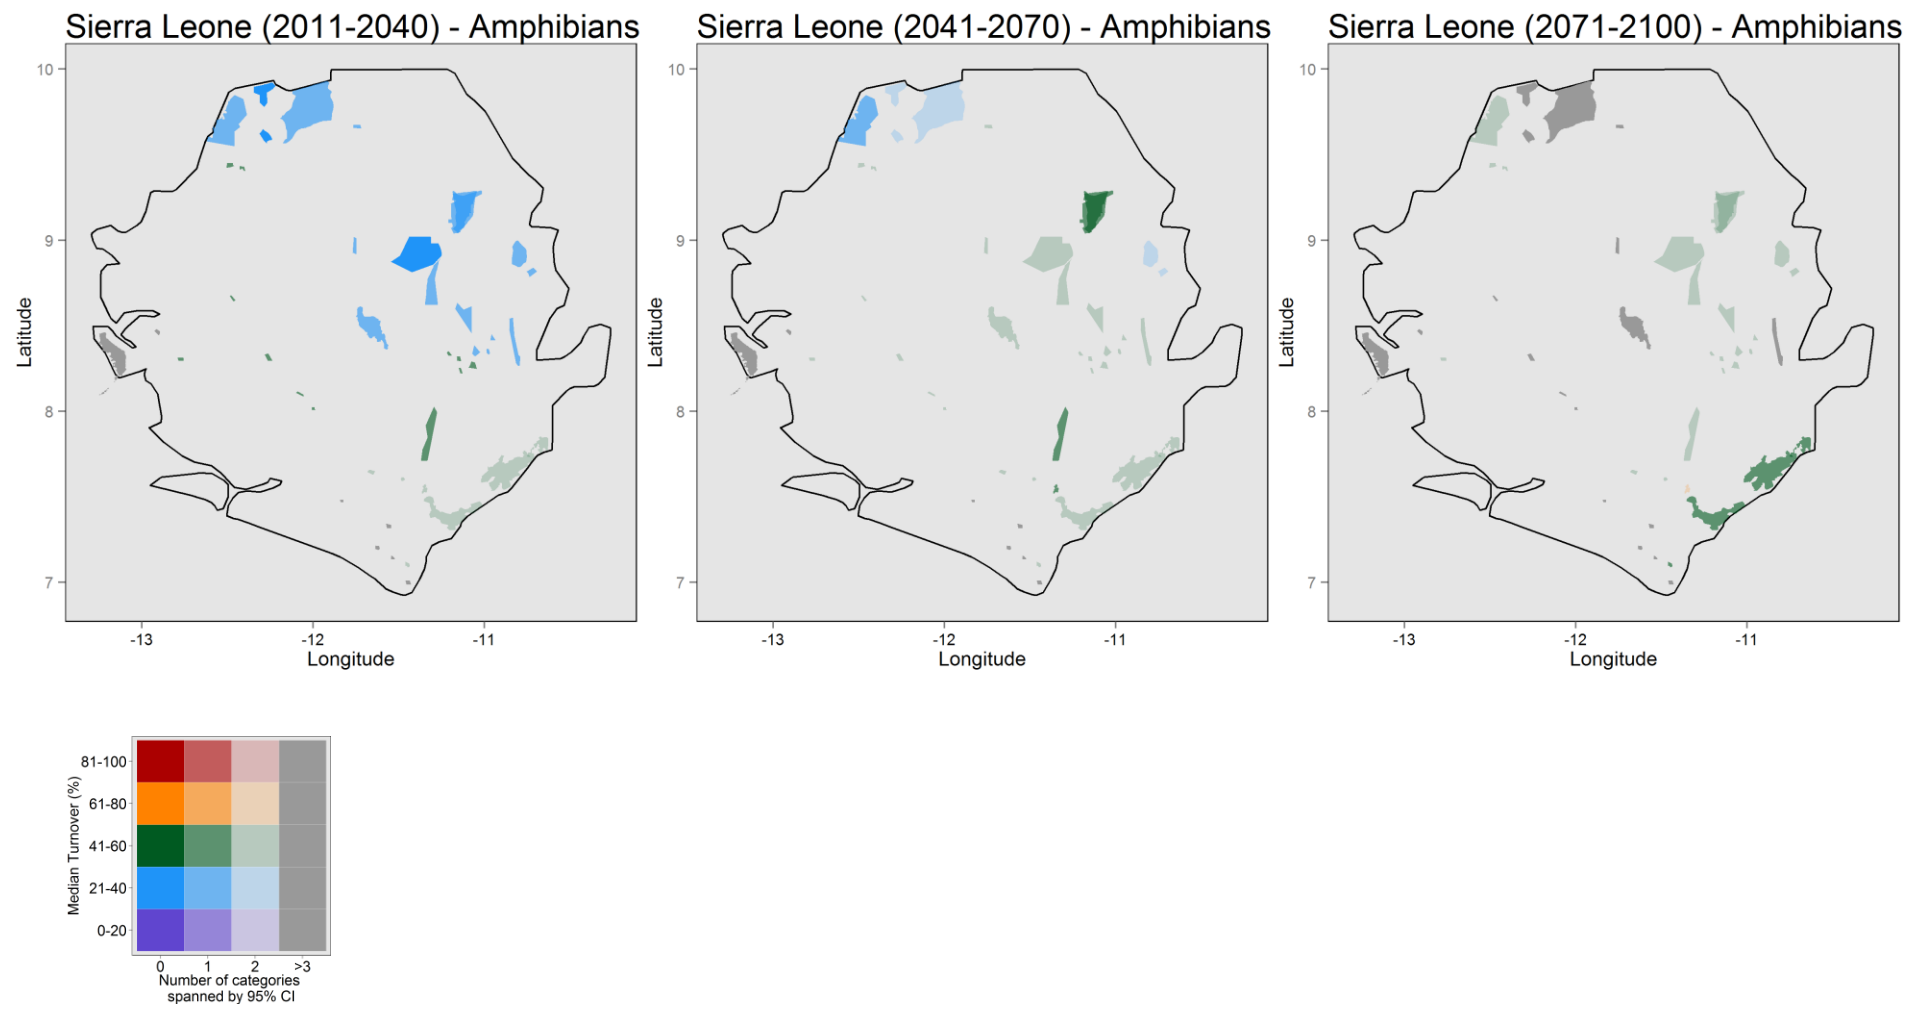 Sierra Leone (2011-2040) - Amphibians
Sierra Leone (2041-2070) - Amphibians
Sierra Leone (2071-2100) - Amphibians
10
9
8
7
Latitude
-13
-12
-11
Longitude
10
9
8
7
Latitude
-13
-12
-11
Longitude
10
9
8
7
Latitude
-13
-12
-11
Longitude
Median Turnover (%)
81-100
61-80
41-60
21-40
0-20
0
1
2
>3
Number of categories
spanned by 95% CI